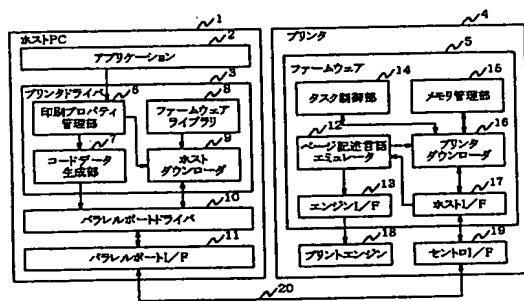 1
ホストPC
2
アプリケーション
3
プリンタドライバ
6
印刷プロパティ
管理部
8
ファームウェア
ライブラリ
7
コードデータ
生成部
9
ホスト
ダウンローダ
10
パラレルポートドライバ
11
パラレルポートI/F
4
プリンタ
5
ファームウェア
14
タスク制御部
15
メモリ管理部
12
ページ記述言語
エミュレータ
16
プリンタ
ダウンローダ
13
エンジンI/F
17
ホストI/F
18
プリントエンジン
19
セントロI/F
20